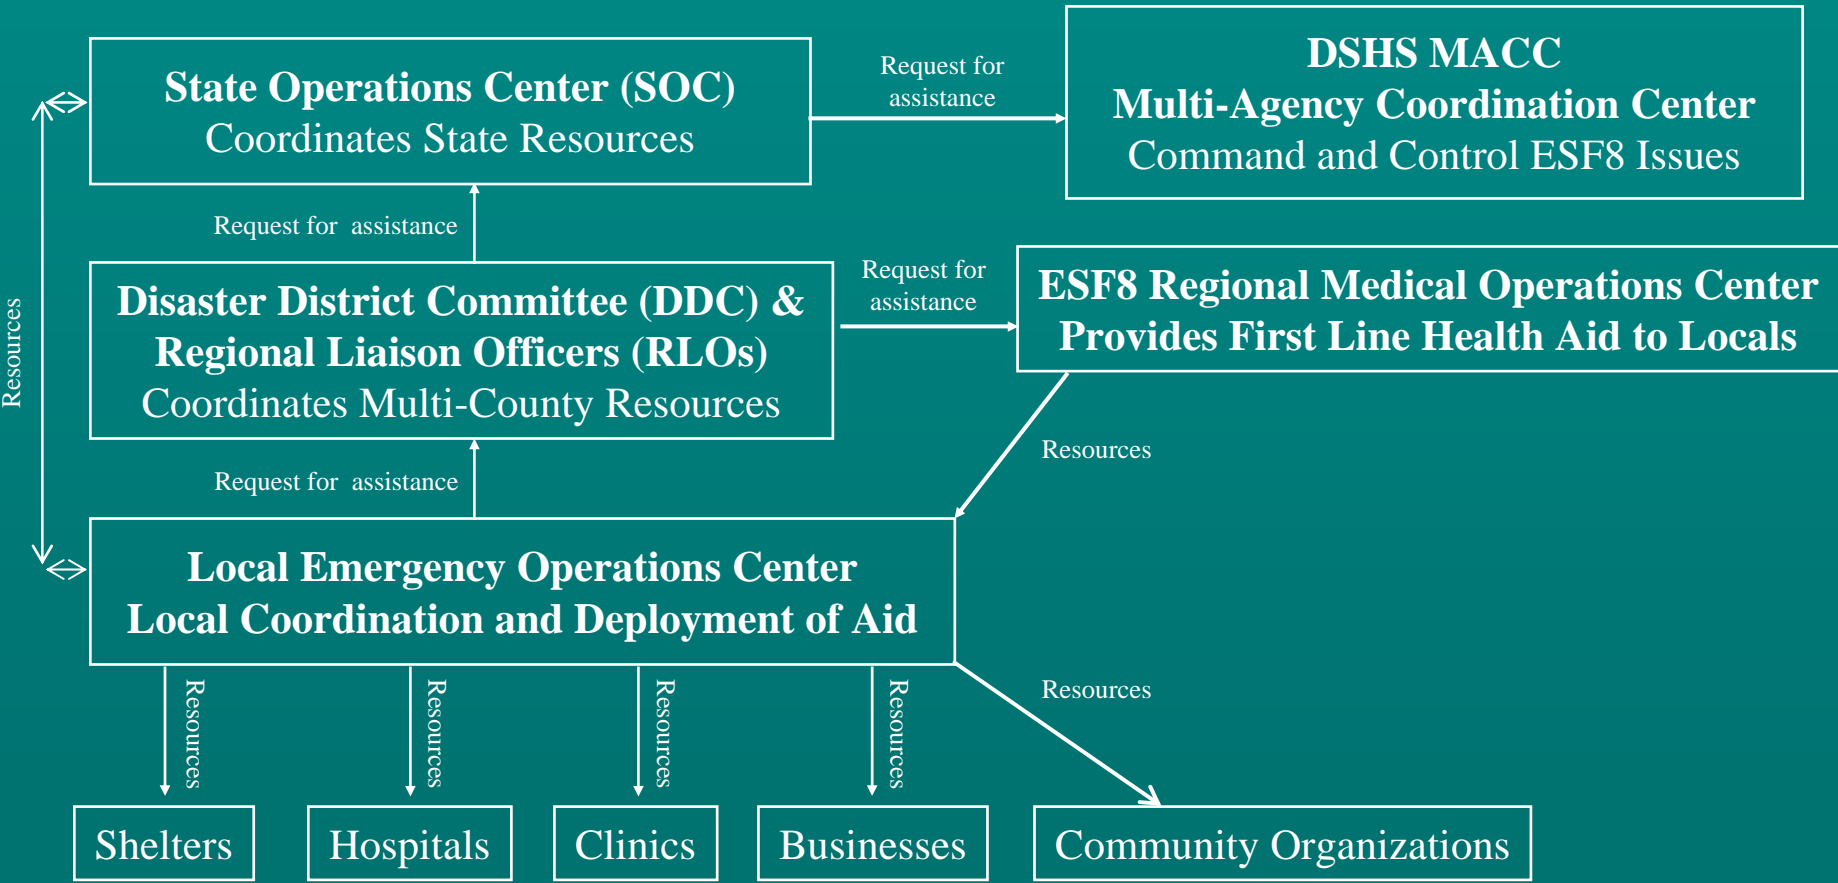 State Operations Center (SOC)
Coordinates State Resources
Request for
assistance
DSHS MACC
Multi-Agency Coordination Center
Command and Control ESF8 Issues
Request for  assistance
Disaster District Committee (DDC) &
Regional Liaison Officers (RLOs)
Coordinates Multi-County Resources
Request for
assistance
ESF8 Regional Medical Operations Center
Provides First Line Health Aid to Locals
Resources
Request for  assistance
Resources
Local Emergency Operations Center
Local Coordination and Deployment of Aid
Resources
Resources
Resources
Resources
Resources
Shelters
Hospitals
Clinics
Businesses
Community Organizations